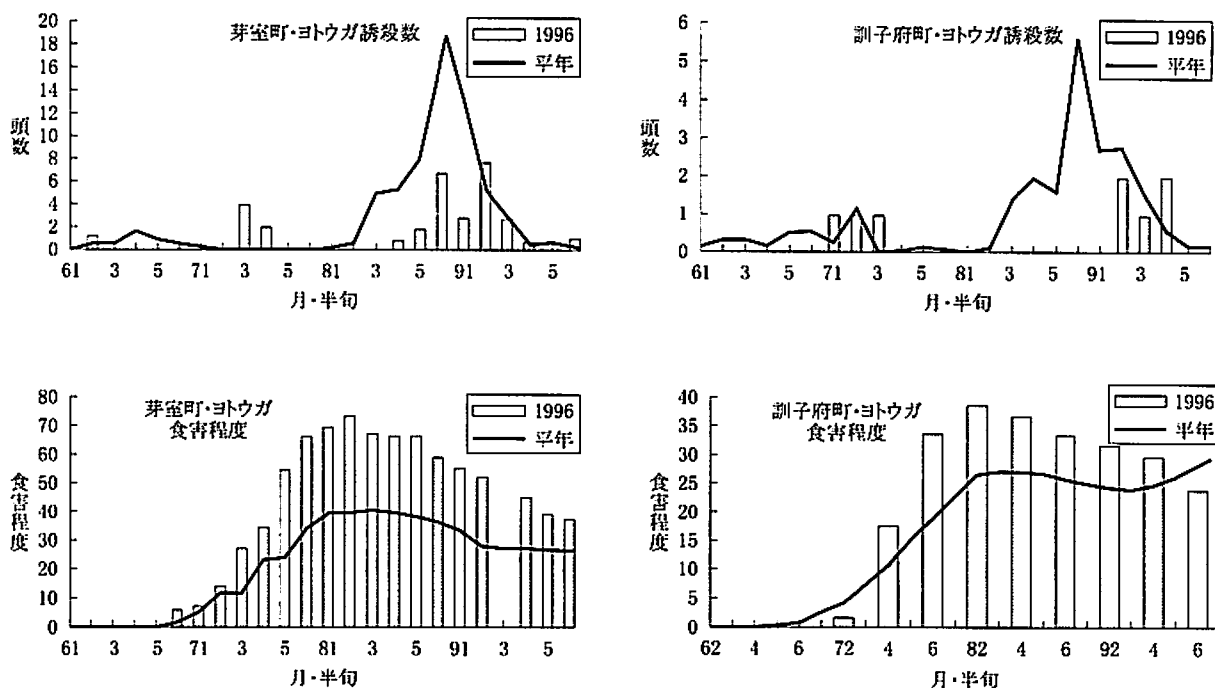 芽室町・ヨトウガ誘殺数
1996
平年
20
18
16
14
12
10
8
6
4
2
0
頭数
61 3 5 71 3 5 81 3 5 91 3 5
月・半旬
訓子府町・ヨトウガ誘殺数
1996
平年
6
5
4
3
2
1
0
頭数
61 3 5 71 3 5 81 3 5 91 3 5
月・半旬
芽室町・ヨトウガ
食害程度
1996
平年
80
70
60
50
40
30
20
10
0
食害程度
61 3 5 71 3 5 81 3 5 91 3 5
月・半旬
訓子府町・ヨトウガ
食害程度
1996
平年
40
35
30
25
20
15
10
5
0
食害程度
62 4 6 72 4 6 82 4 6 92 4 6
月・半旬